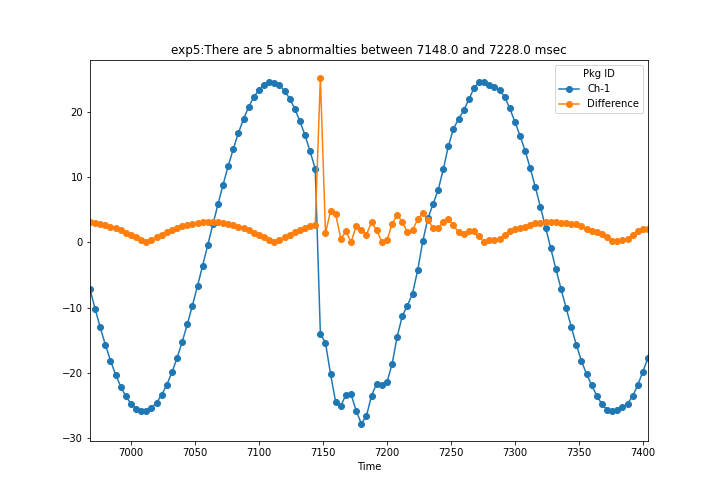 exp5:There are 5 abnormalties between 7148.0 and 7228.0 msec
Pkg ID
Ch-1
Difference
20
10
0
−10
−20
−30
7000 7050 7100 7150 7200 7250 7300 7350 7400
Time